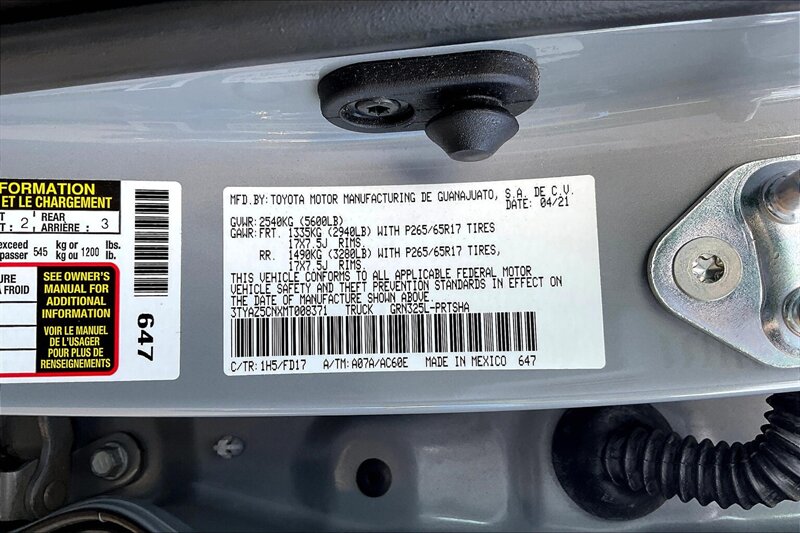 FORMATION
ET LE CHARGEMENT
2 REAR ARRIÈRE : 3
exceed 545 kg or lbs.
passer kg ou 1200 lb.
A FROID
SEE OWNER'S
MANUAL FOR
ADDITIONAL
INFORMATION
VOIR LE MANUEL
DE L'USAGER
POUR PLUS DE
RENSEIGNEMENTS
647
MFD.BY:TOYOTA MOTOR MANUFACTURING DE GUANAJUATO, S.A. DE C.V.
DATE: 04/21
GVWR:2540KG (5600LB)
GAWR:FRT. 1335KG (2940LB) WITH P265/65R17 TIRES
17X7.5J RIMS,
RR. 1490KG (3280LB) WITH P265/65R17 TIRES,
17X7.5J RIMS,
THIS VEHICLE CONFORMS TO ALL APPLICABLE FEDERAL MOTOR
VEHICLE SAFETY AND THEFT PREVENTION STANDARDS IN EFFECT ON
THE DATE OF MANUFACTURE SHOWN ABOVE.
3TYAZ5CNXMT008371 TRUCK GRN325L-PRTSHA
C/TR:1H5/FD17 A/TM:A07A/AC60E MADE IN MEXICO 647